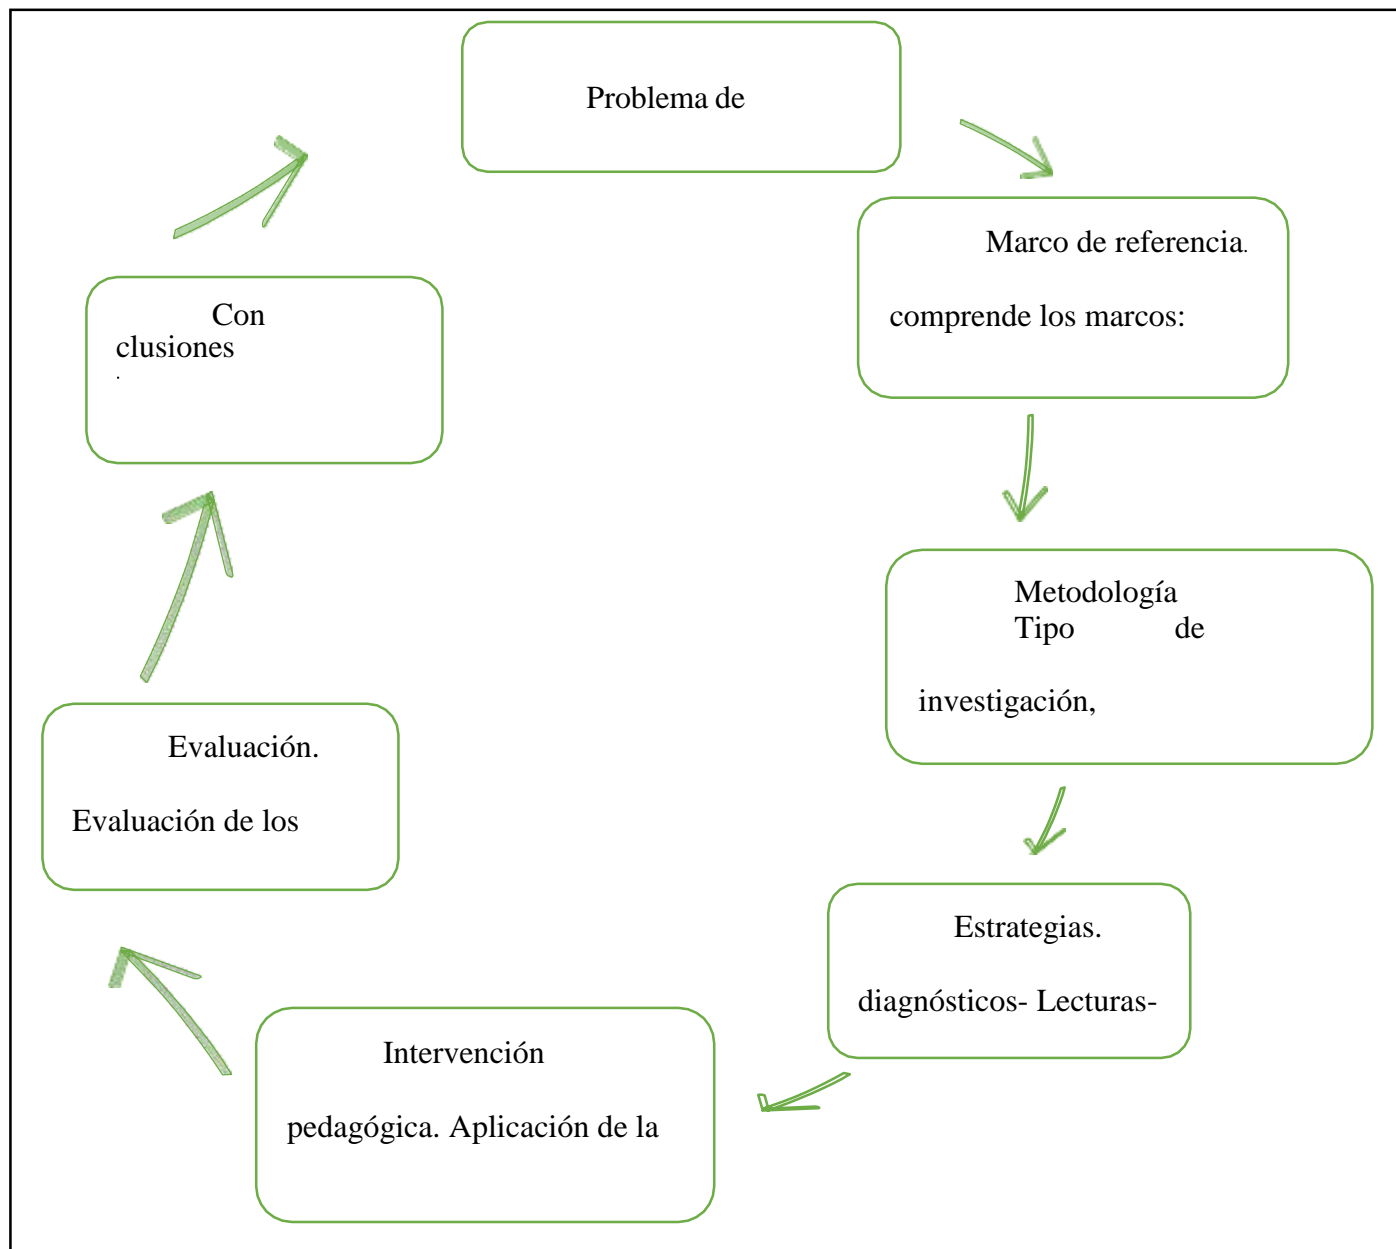 Problema de
Marco de referencia.
comprende los marcos:
Metodología
Tipo de
investigación,
Estrategias.
diagnósticos- Lecturas-
Intervención
pedagógica. Aplicación de la
Evaluación.
Evaluación de los
Con
clusiones
.